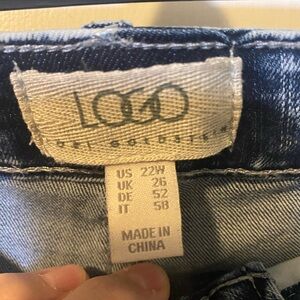 LOGO
LORI GOLDSTEIN
US 22W
UK 26
DE 52
IT 58
MADE IN
CHINA